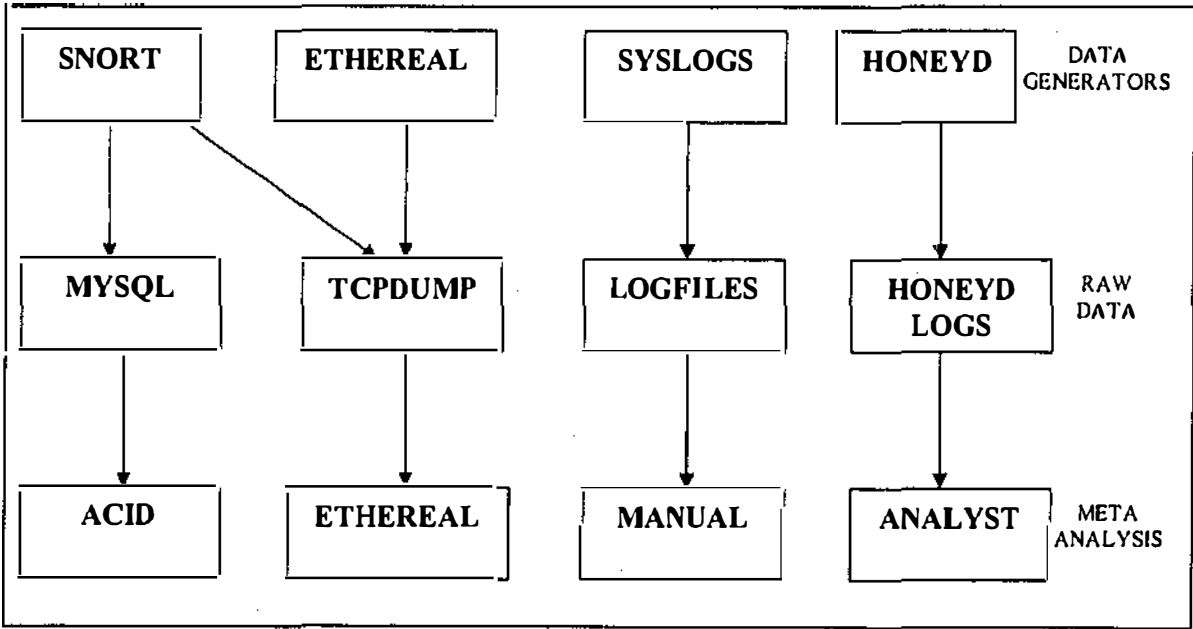 SNORT
ETHEREAL
SYSLOGS
HONEYD
DATA
GENERATORS
MYSQL
TCPDUMP
LOGFILES
HONEYD
LOGS
RAW
DATA
ACID
ETHEREAL
MANUAL
ANALYST
META
ANALYSIS